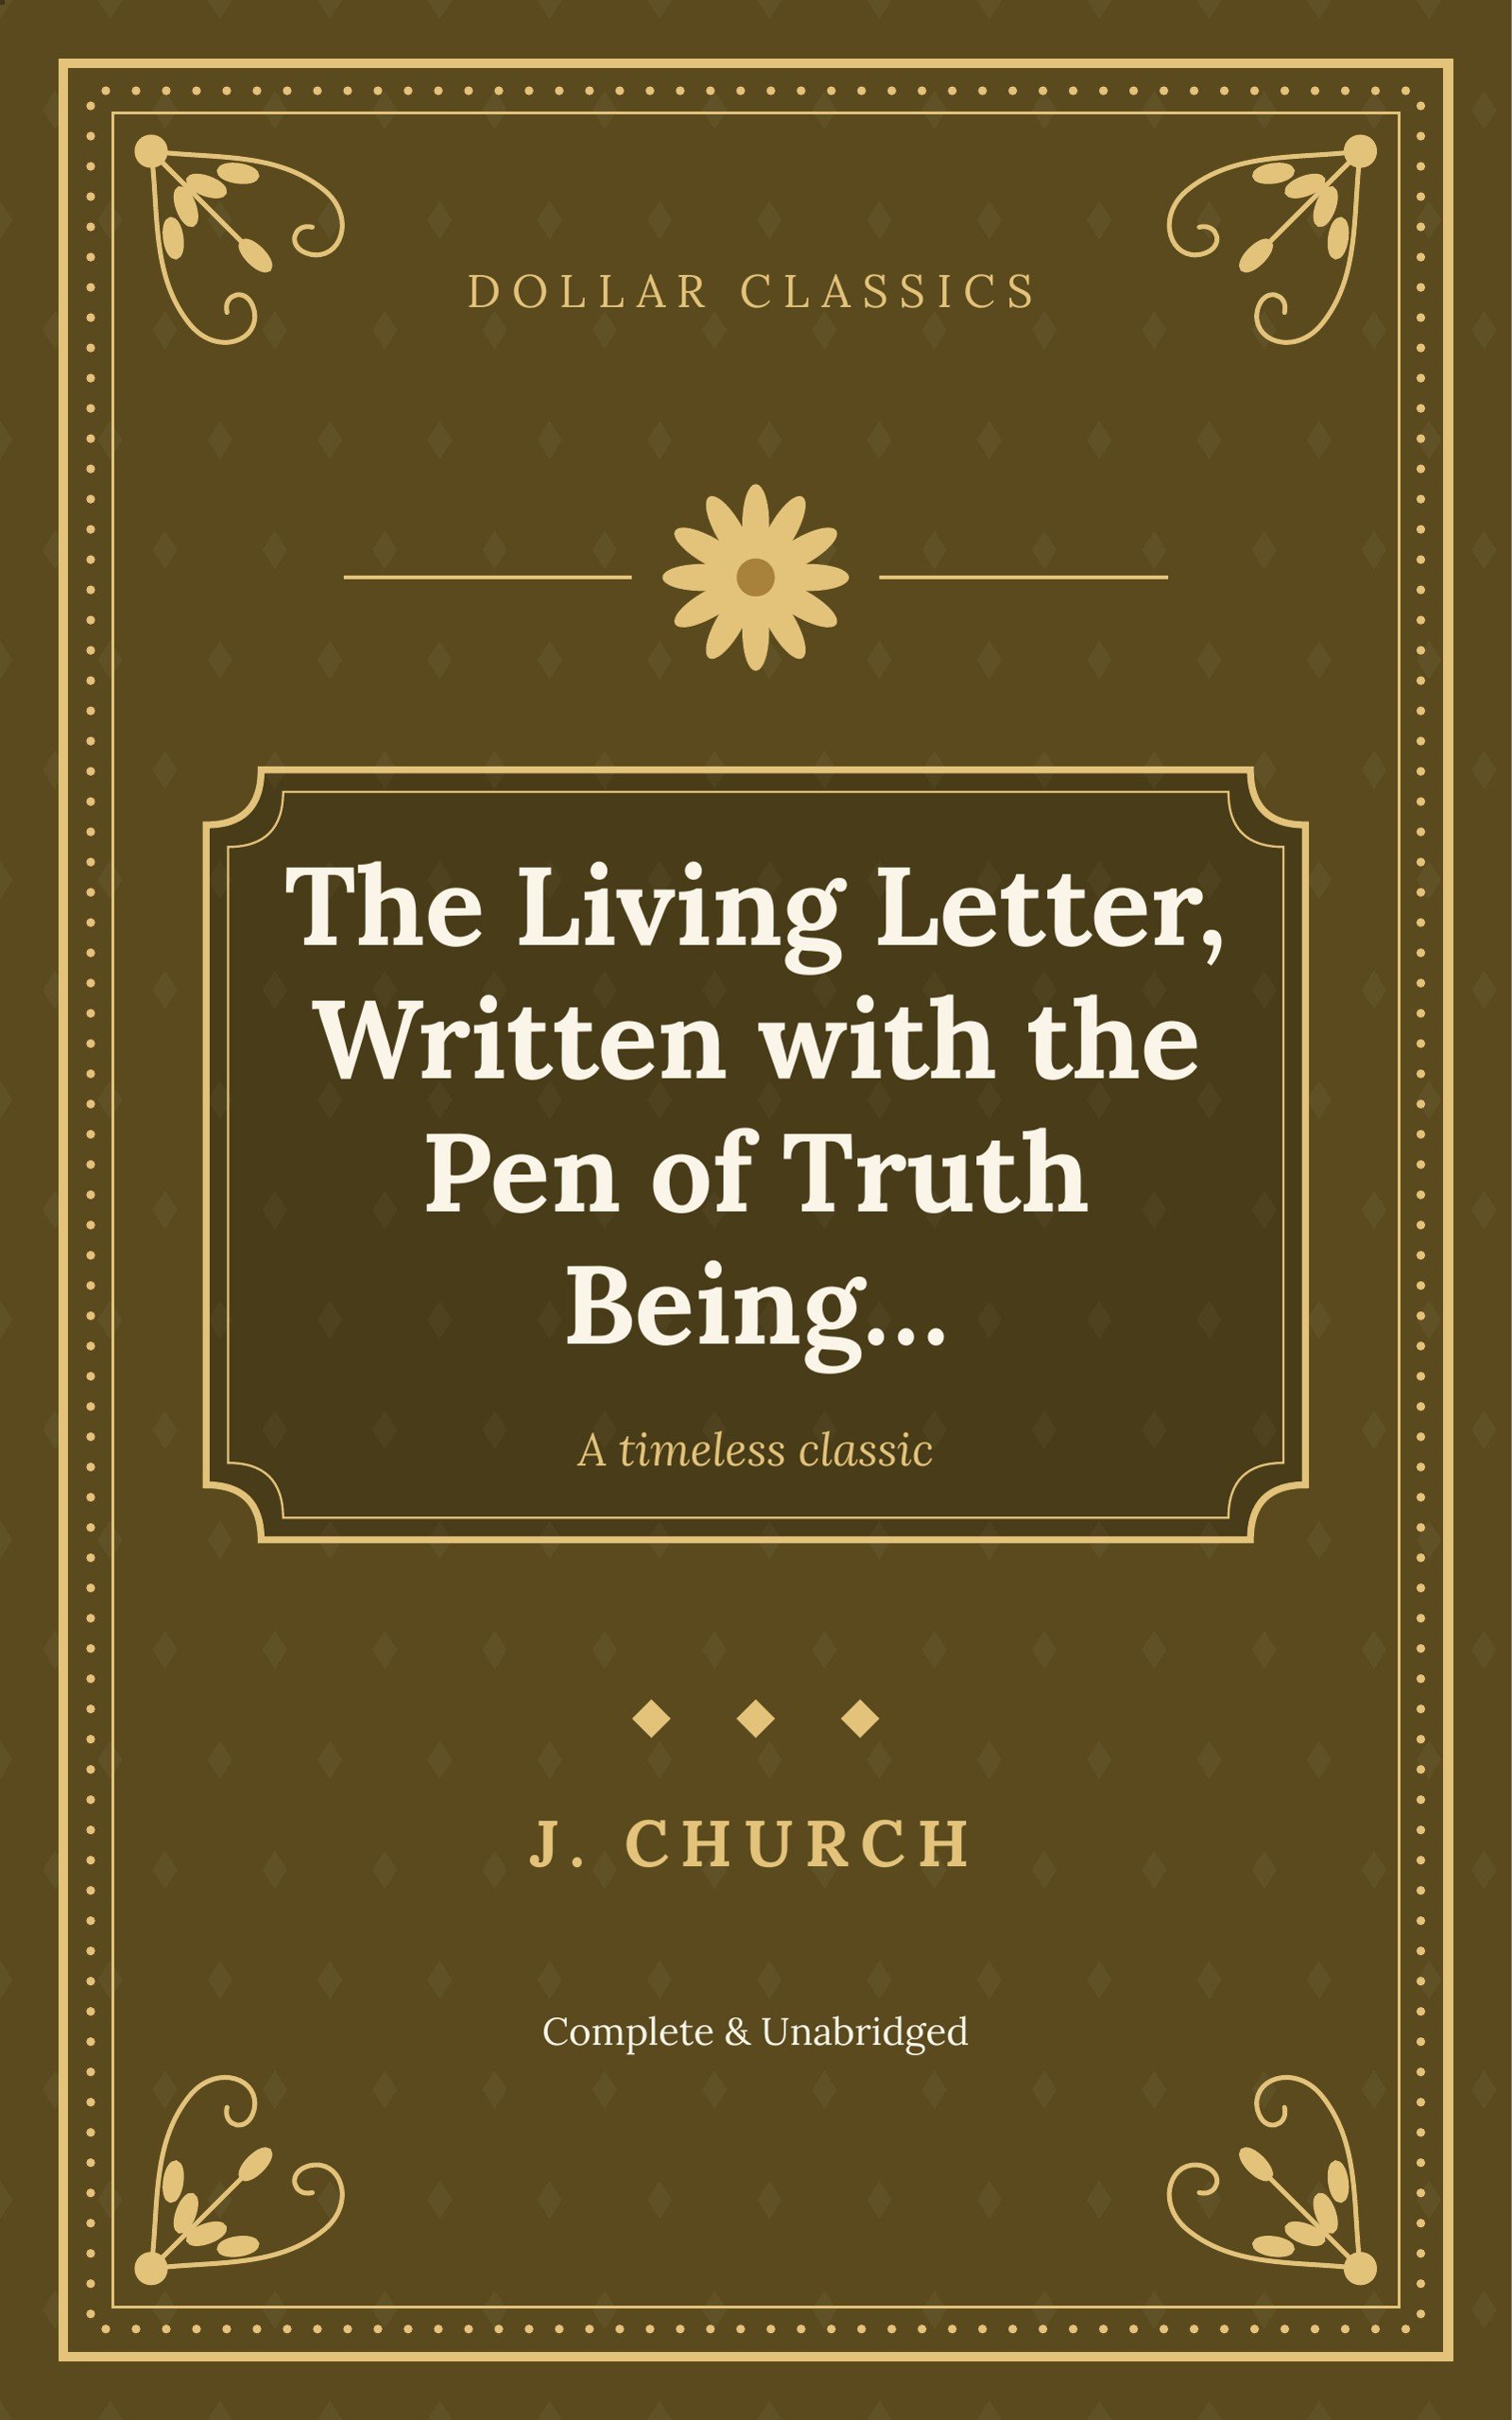 DOLLAR CLASSICS
The Living Letter,
Written with the
Pen of Truth
Being...
A timeless classic
J. CHURCH
Complete & Unabridged